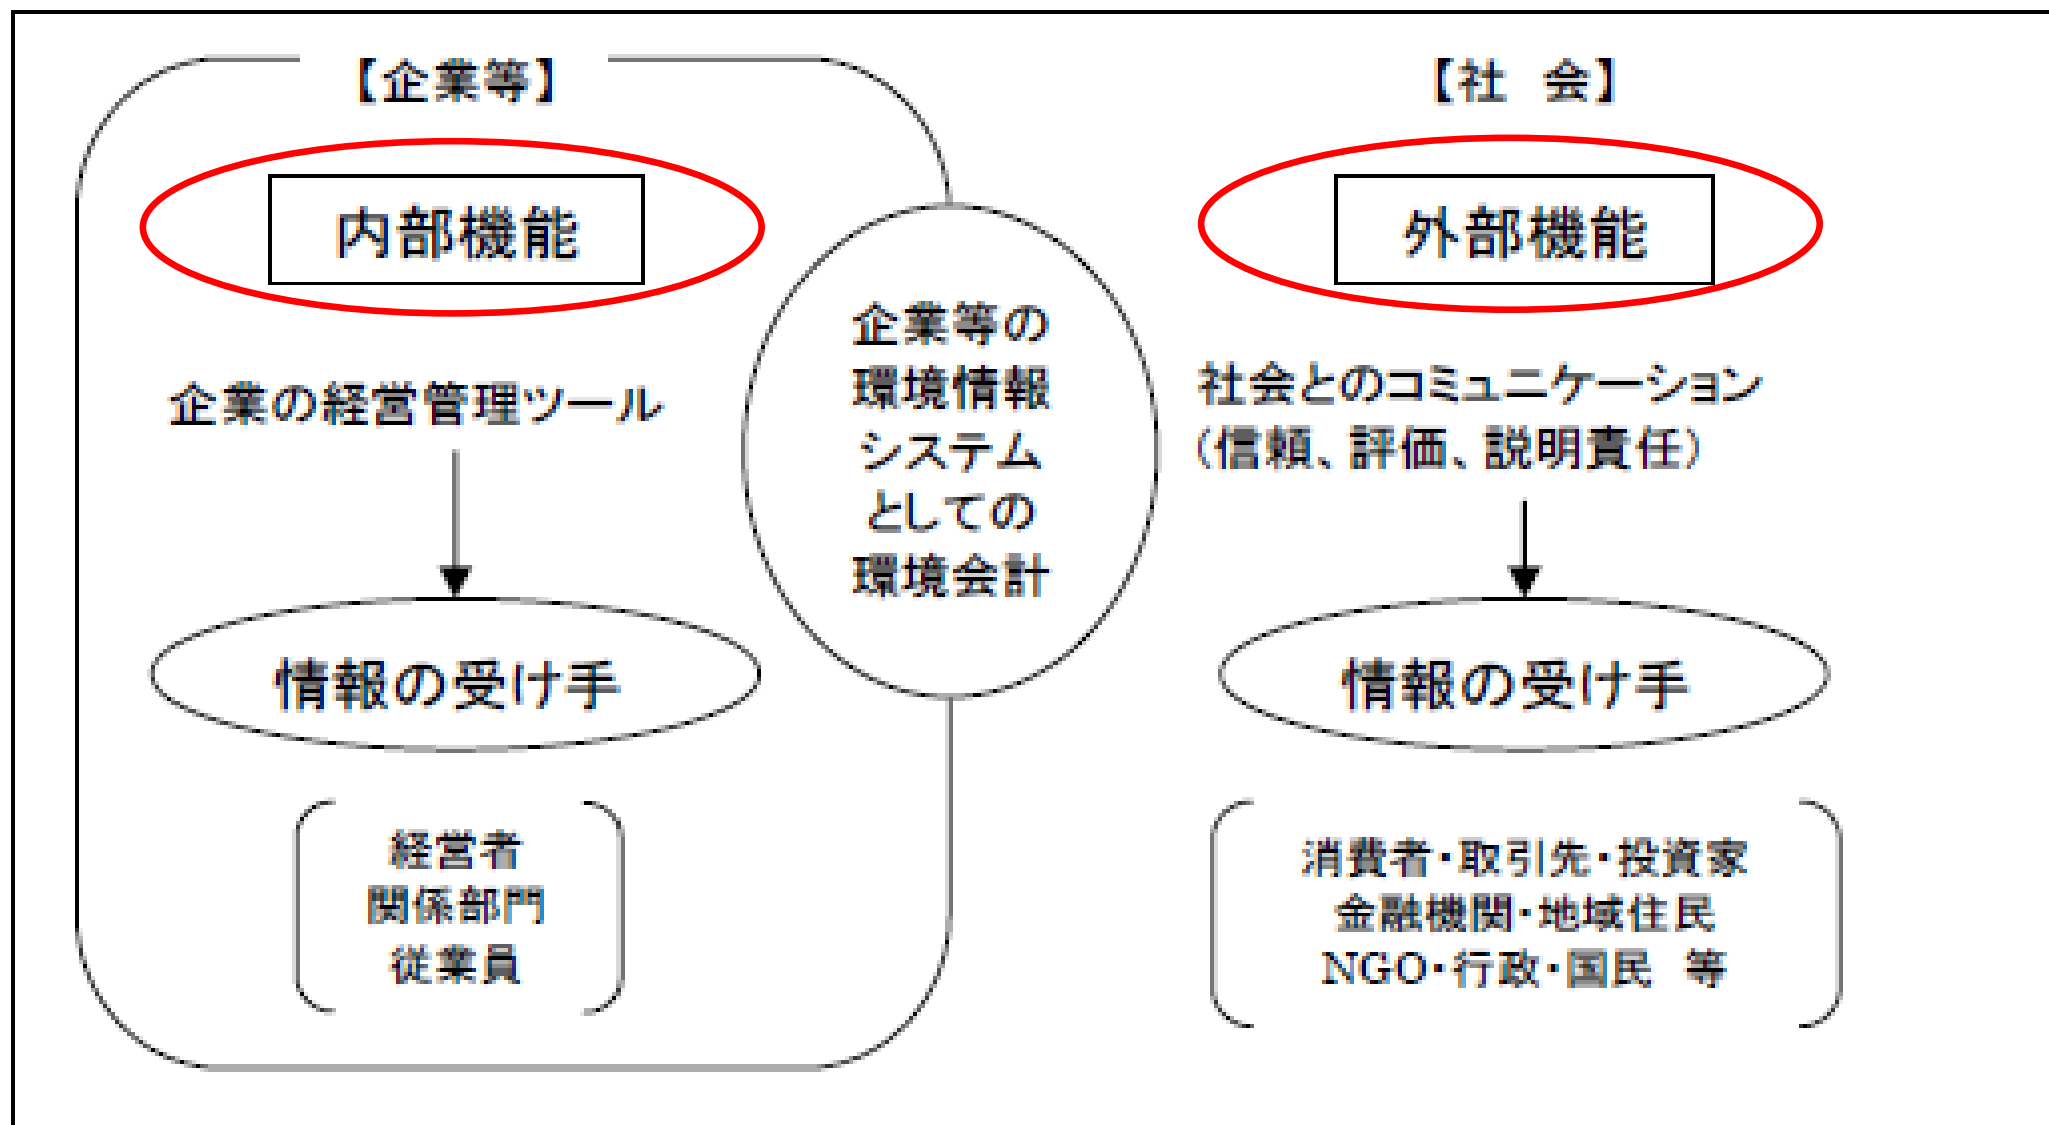 【企業等】
内部機能
企業の経営管理ツール
情報の受け手
経営者
関係部門
従業員
企業等の
環境情報
システム
としての
環境会計
【社　会】
外部機能
社会とのコミュニケーション
(信頼、評価、説明責任)
情報の受け手
消費者・取引先・投資家
金融機関・地域住民
NGO・行政・国民　等